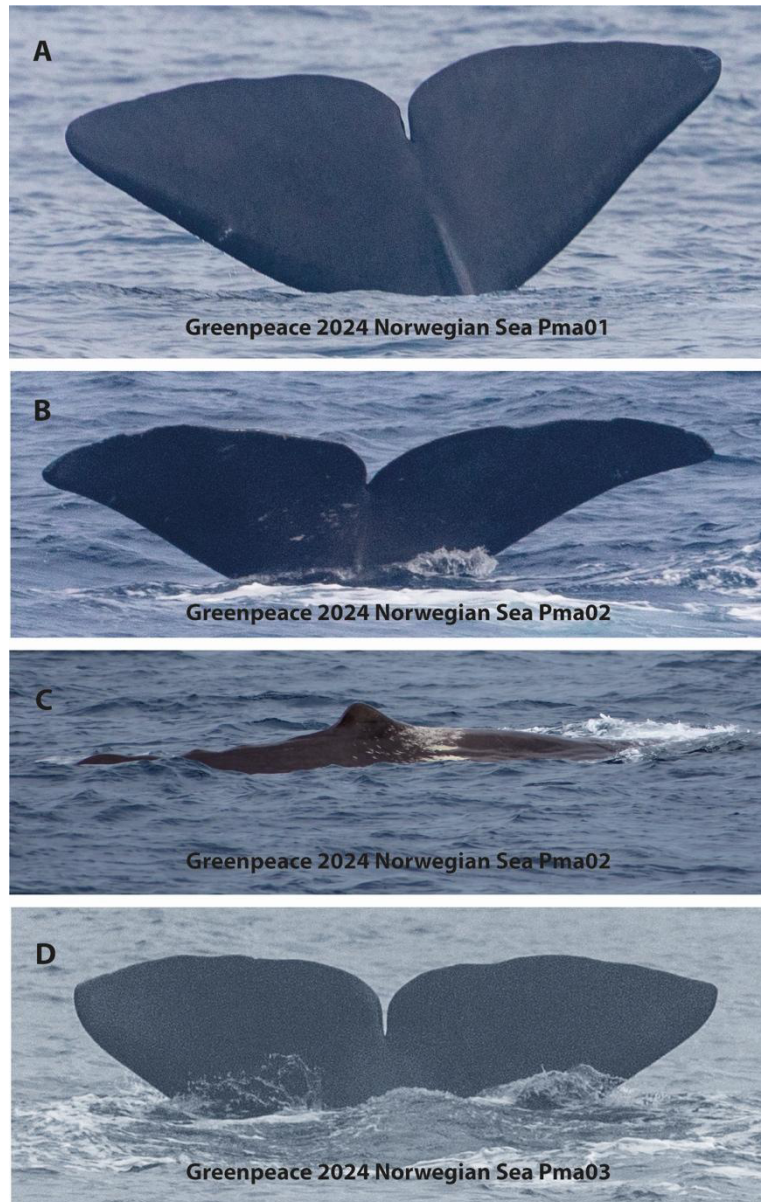 A
Greenpeace 2024 Norwegian Sea Pma01
B
Greenpeace 2024 Norwegian Sea Pma02
C
Greenpeace 2024 Norwegian Sea Pma02
D
Greenpeace 2024 Norwegian Sea Pma03